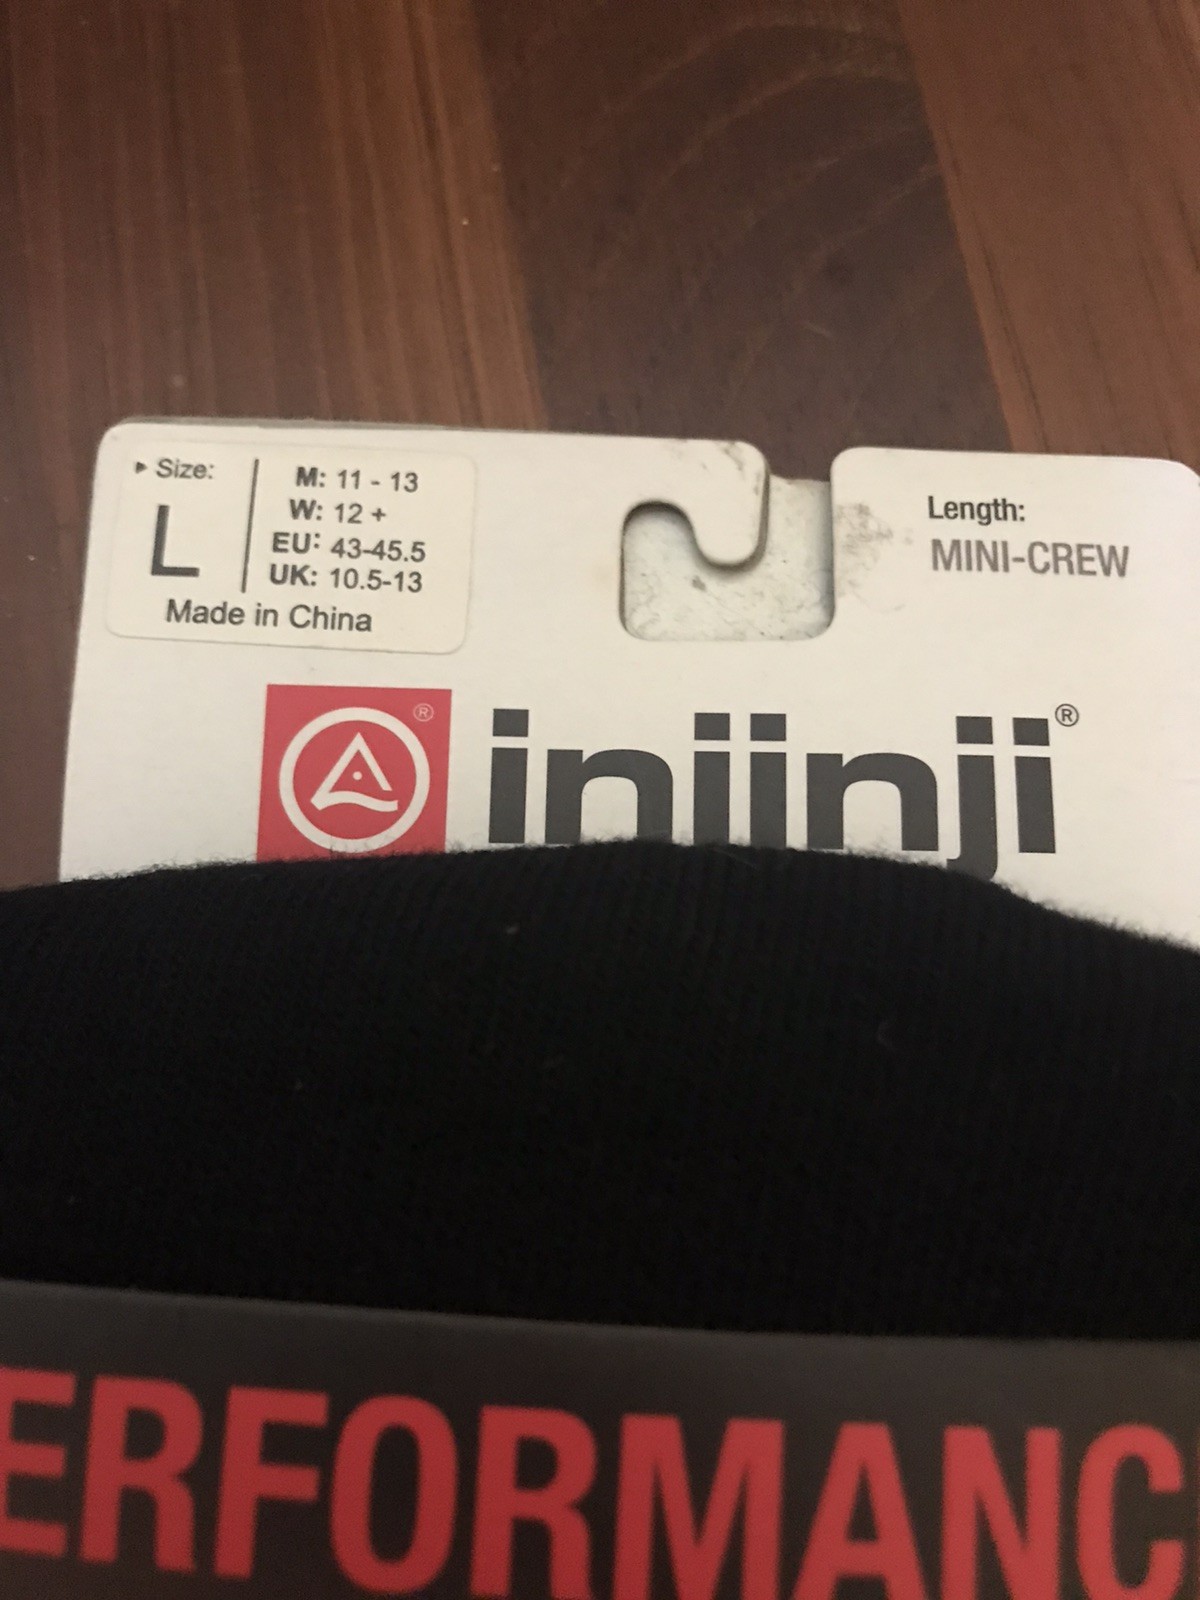 ▸ Size:
L
M: 11 - 13
W: 12 +
EU: 43-45.5
UK: 10.5-13
Made in China
Length:
MINI-CREW
®
injinji®
ERFORMANC